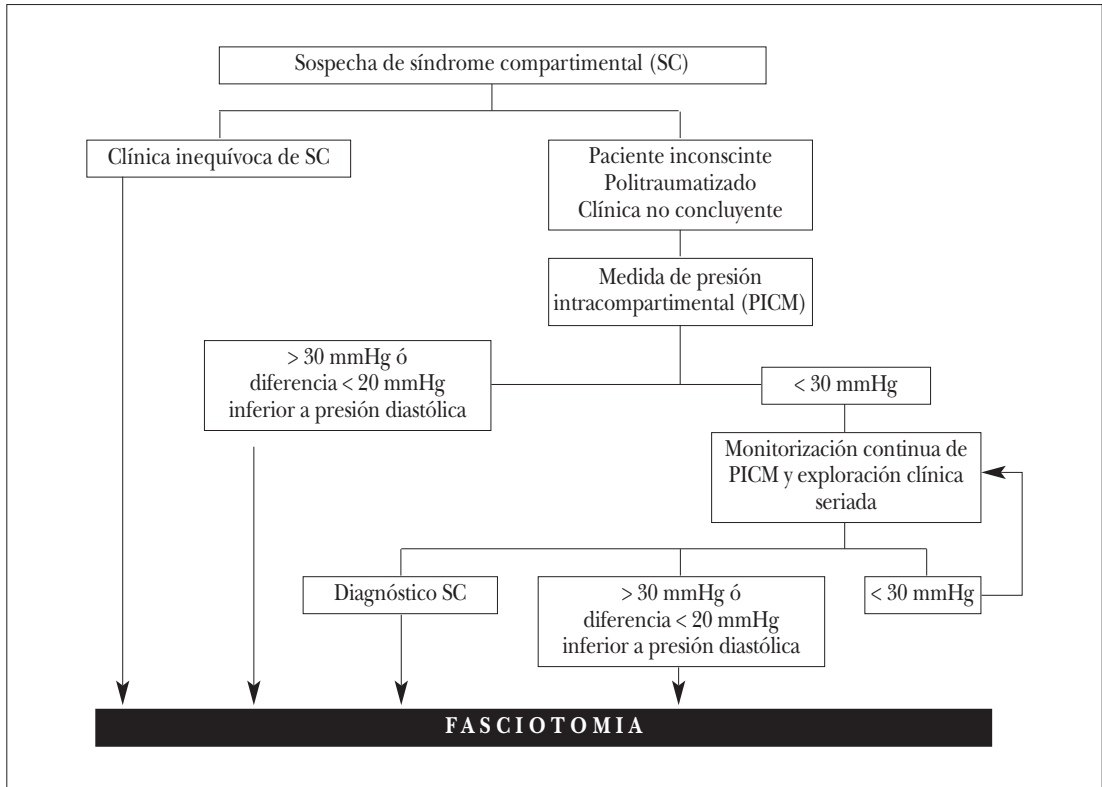 Sospecha de síndrome compartimental (SC)
Clínica inequívoca de SC
Paciente inconscinte
Politraumatizado
Clínica no concluyente
Medida de presión
intracompartimental (PICM)
> 30 mmHg ó
diferencia < 20 mmHg
inferior a presión diastólica
< 30 mmHg
Monitorización continua de
PICM y exploración clínica
seriada
Diagnóstico SC
> 30 mmHg ó
diferencia < 20 mmHg
inferior a presión diastólica
< 30 mmHg
FASCIOTOMIA